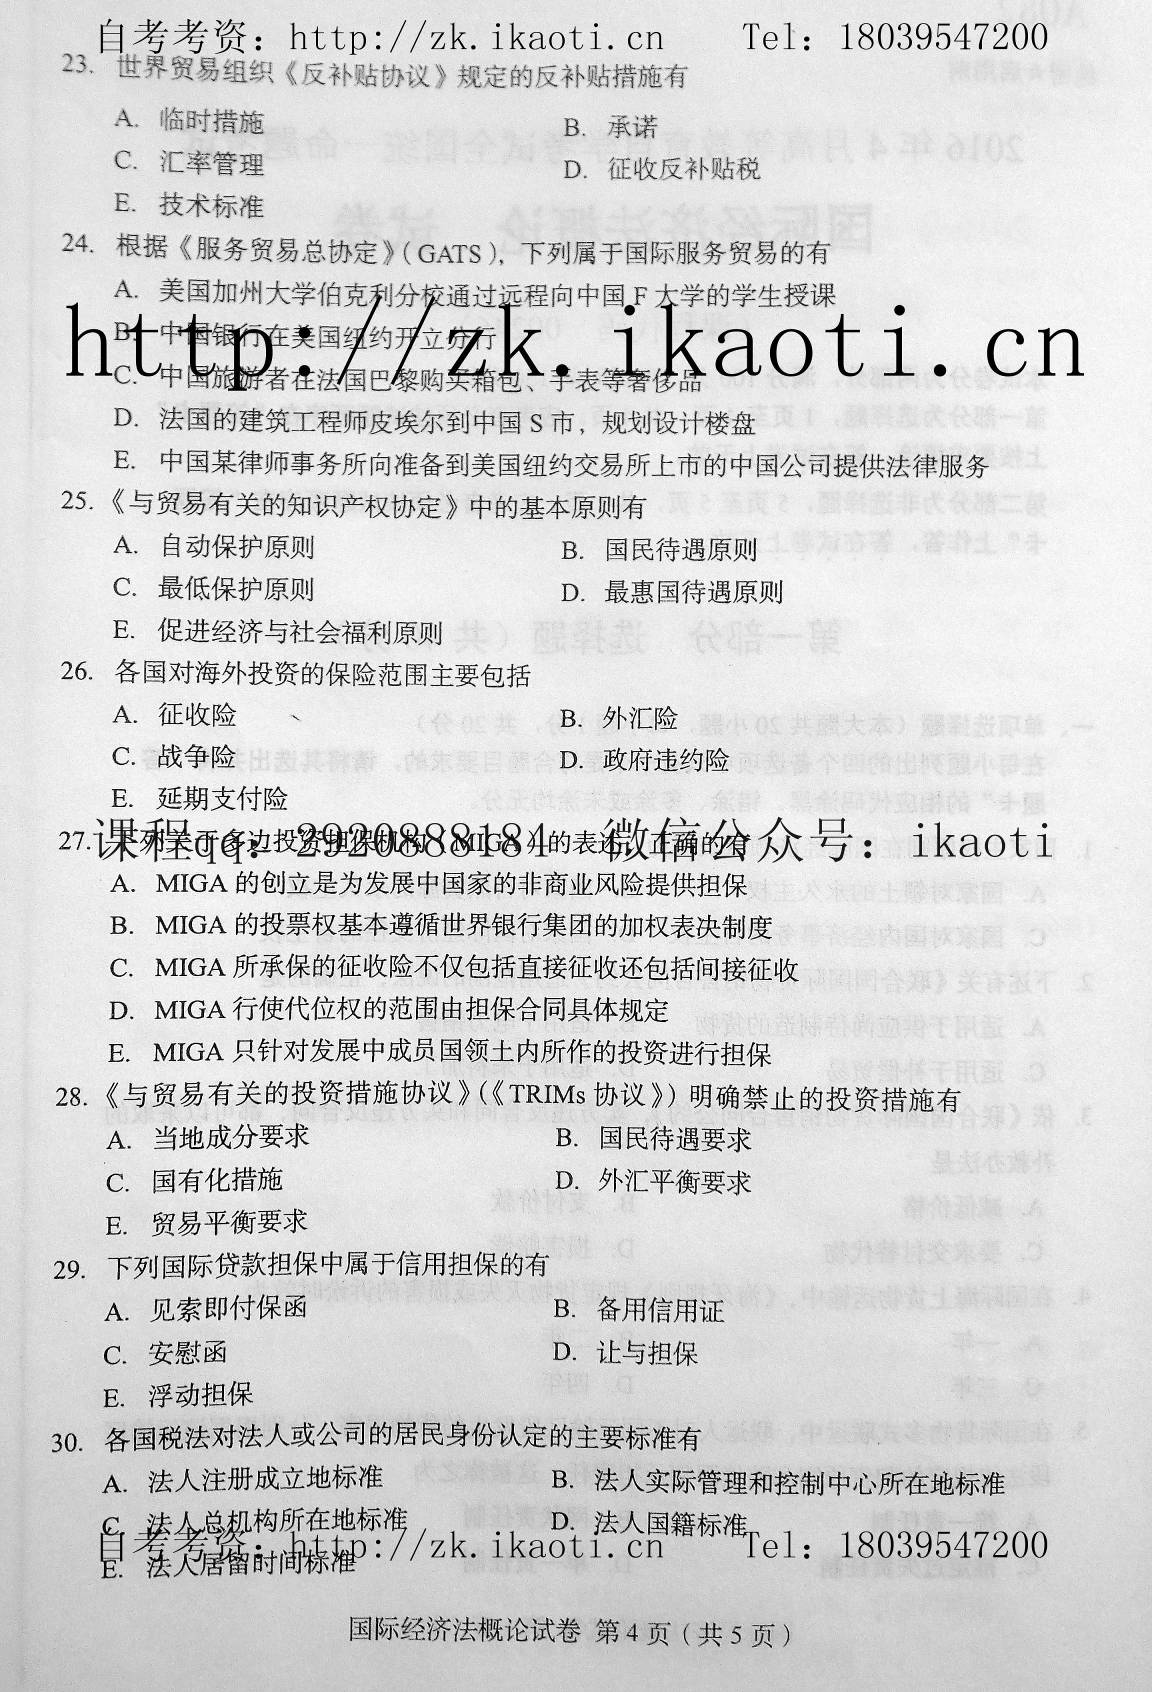 自考考资：http://zk.ikaoti.cn Tel：18039547200
23. 世界贸易组织《反补贴协议》规定的反补贴措施有
A. 临时措施 B. 承诺
C. 汇率管理 D. 征收反补贴税
E. 技术标准
24. 根据《服务贸易总协定》（GATS），下列属于国际服务贸易的有
A. 美国加州大学伯克利分校通过远程向中国 F 大学的学生授课
http://zk.ikaoti.cn
B. 中国银行在美国纽约开立分行
C. 中国旅游者在法国巴黎购买箱包、手表等奢侈品
D. 法国的建筑工程师皮埃尔到中国 S 市，规划设计楼盘
E. 中国某律师事务所向准备到美国纽约交易所上市的中国公司提供法律服务
25.《与贸易有关的知识产权协定》中的基本原则有
A. 自动保护原则 B. 国民待遇原则
C. 最低保护原则 D. 最惠国待遇原则
E. 促进经济与社会福利原则
26. 各国对海外投资的保险范围主要包括
A. 征收险 B. 外汇险
C. 战争险 D. 政府违约险
E. 延期支付险
课程qq：2920888184 微信公众号：ikaoti
27. 下列关于多边投资担保机构（MIGA）的表述，正确的有
A. MIGA 的创立是为发展中国家的非商业风险提供担保
B. MIGA 的投票权基本遵循世界银行集团的加权表决制度
C. MIGA 所承保的征收险不仅包括直接征收还包括间接征收
D. MIGA 行使代位权的范围由担保合同具体规定
E. MIGA 只针对发展中成员国领土内所作的投资进行担保
28.《与贸易有关的投资措施协议》（《TRIMs 协议》）明确禁止的投资措施有
A. 当地成分要求 B. 国民待遇要求
C. 国有化措施 D. 外汇平衡要求
E. 贸易平衡要求
29. 下列国际贷款担保中属于信用担保的有
A. 见索即付保函 B. 备用信用证
C. 安慰函 D. 让与担保
E. 浮动担保
30. 各国税法对法人或公司的居民身份认定的主要标准有
A. 法人注册成立地标准 B. 法人实际管理和控制中心所在地标准
C. 法人总机构所在地标准 D. 法人国籍标准
自考考资：http://zk.ikaoti.cn Tel：18039547200
E. 法人居留时间标准
国际经济法概论试卷 第 4 页（共 5 页）